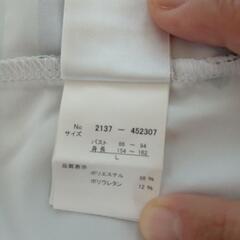 No 2137 - 452307
サイズ
バスト 86 ~ 94
身長 154 ~ 162
L
品質表示
ポリエステル 88 %
ポリウレタン 12 %